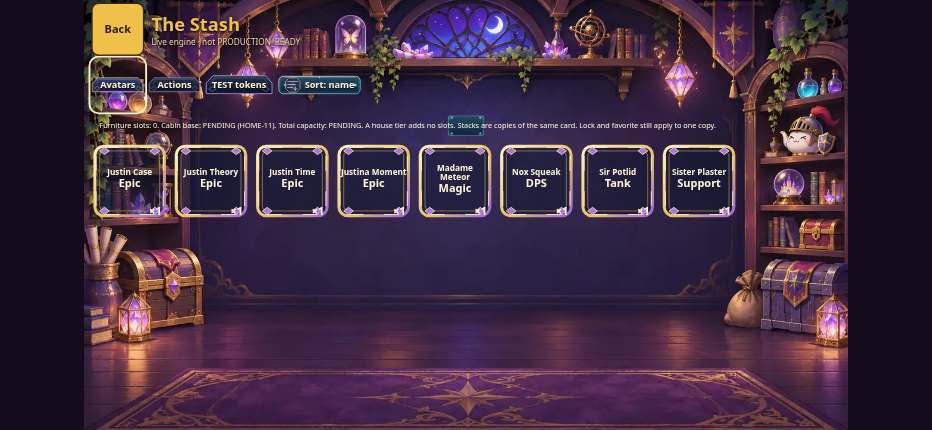 Back
The Stash
Live engine - not PRODUCTION_READY
Avatars
Actions
TEST tokens
Sort: name
Furniture slots: 0. Cabin base: PENDING (HOME-11). Total capacity: PENDING. A house tier adds no slots. Stacks are copies of the same card. Lock and favorite still apply to one copy.
Justin Case
Epic
Justin Theory
Epic
Justin Time
Epic
Justina Moment
Epic
Madame
Meteor
Magic
Nox Squeak
DPS
Sir Potlid
Tank
Sister Plaster
Support